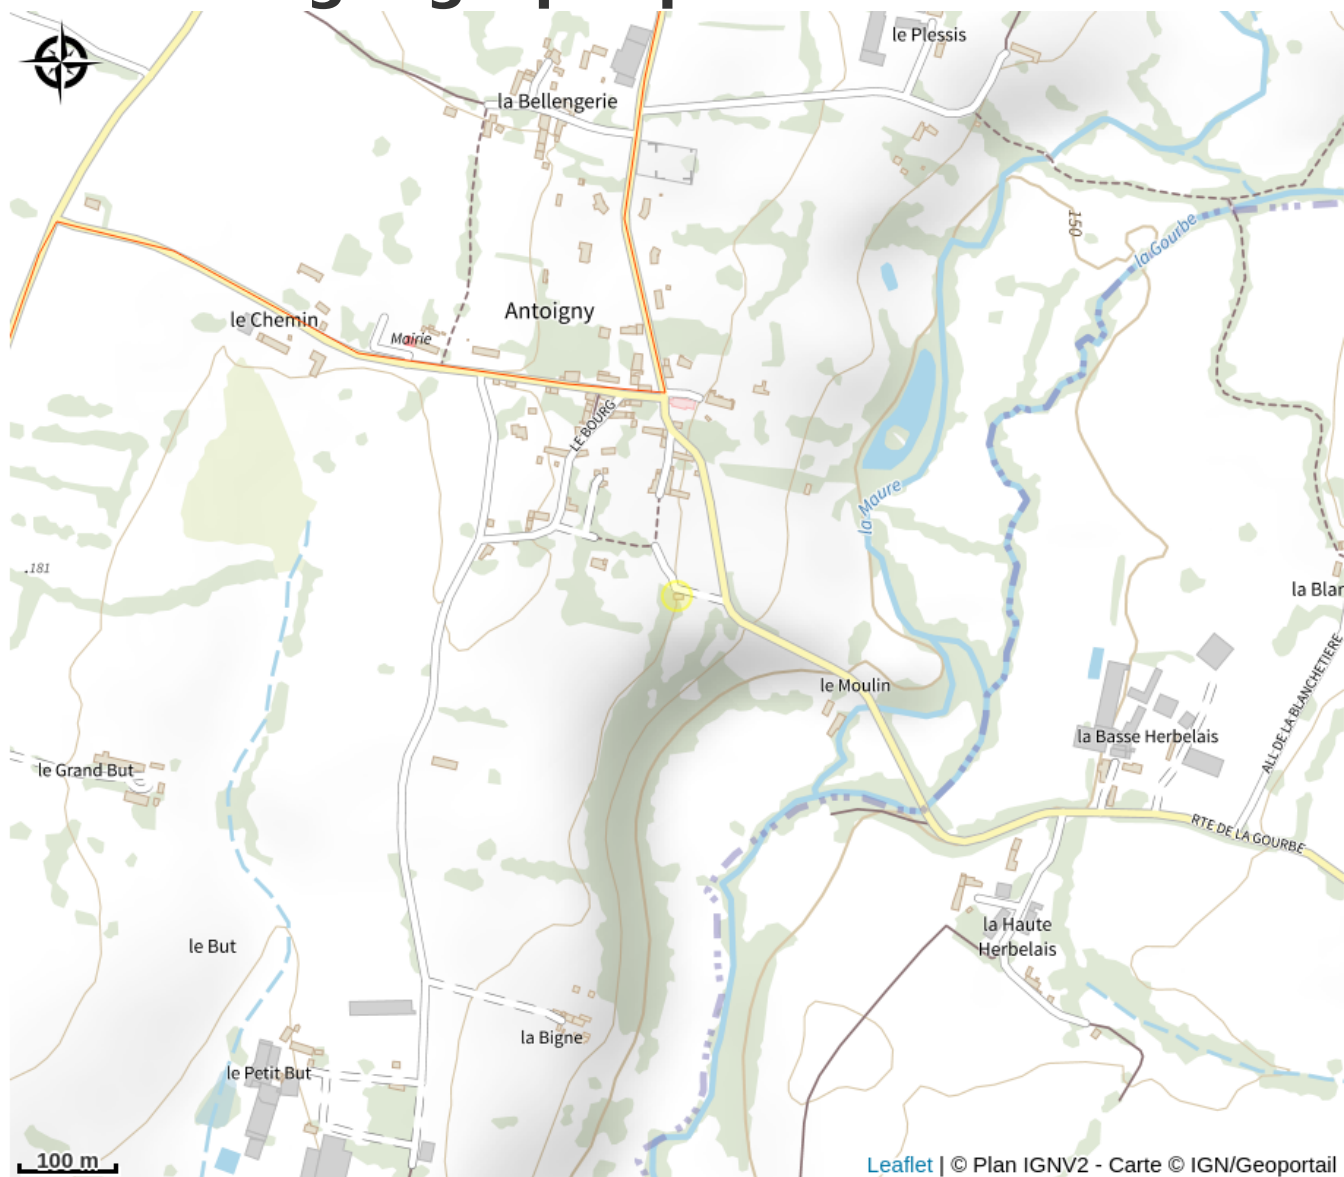 le Plessis
la Bellengerie
150
la Gourbe
Antoigny
le Chemin
Mairie
LE BOURG
la Maure
.181
la Blan
ALL DE LA BLANCHETIERE
le Moulin
la Basse Herbelais
le Grand But
RTE DE LA GOURBE
la Haute
Herbelais
le But
la Bigne
le Petit But
100 m
Leaflet | © Plan IGNV2 - Carte © IGN/Geoportail